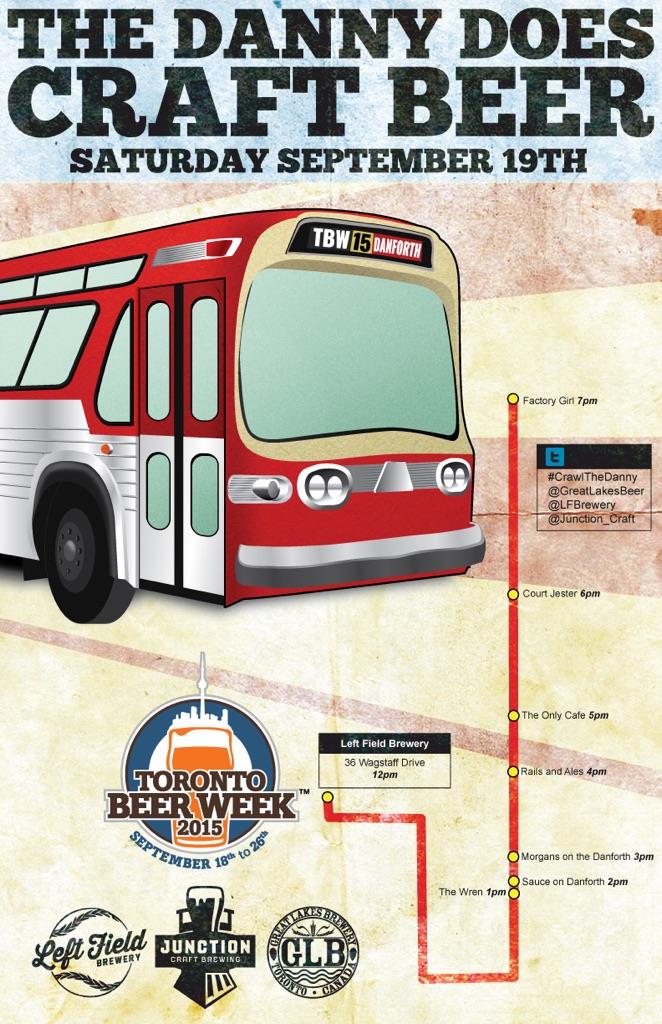 THE DANNY DOES
CRAFT BEER
SATURDAY SEPTEMBER 19TH
TBW 15 DANFORTH
Factory Girl 7pm
#CrawlTheDanny
@GreatLakesBeer
@LFBrewery
@Junction_Craft
Court Jester 6pm
The Only Cafe 5pm
Left Field Brewery
36 Wagstaff Drive
12pm
Rails and Ales 4pm
TORONTO
BEER WEEK™
2015
SEPTEMBER 18th to 26th
Morgans on the Danforth 3pm
Sauce on Danforth 2pm
The Wren 1pm
Left Field
BREWERY
JUNCTION
CRAFT BREWING
GREAT LAKES BREWERY
GLB
TORONTO CANADA